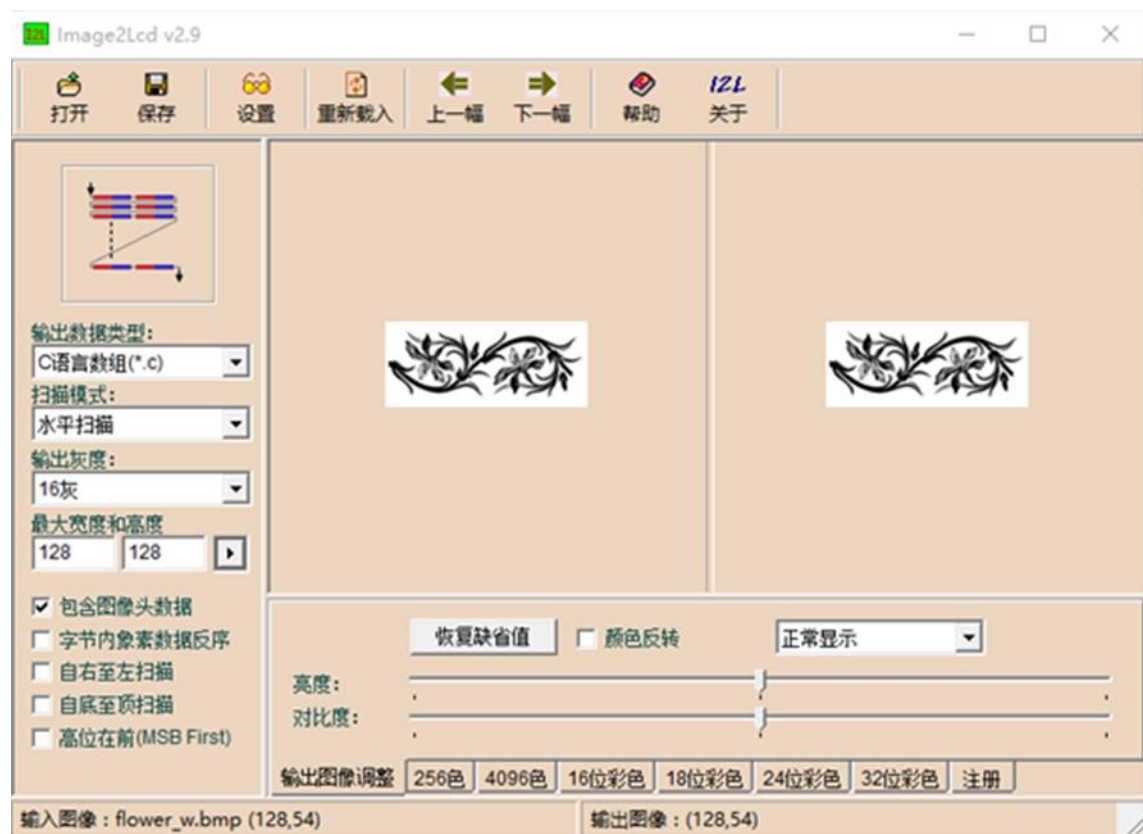 Image2Lcd v2.9
打开 保存 设置 重新载入 上一幅 下一幅 帮助 I2L 关于
输出数据类型:
C语言数组(*.c)
扫描模式:
水平扫描
输出灰度:
16灰
最大宽度和高度
128 128
包含图像头数据
字节内象素数据反序
自右至左扫描
自底至顶扫描
高位在前(MSB First)
恢复缺省值 颜色反转 正常显示
亮度:
对比度:
输出图像调整 256色 4096色 16位彩色 18位彩色 24位彩色 32位彩色 注册
输入图像：flower_w.bmp (128,54) 输出图像：(128,54)